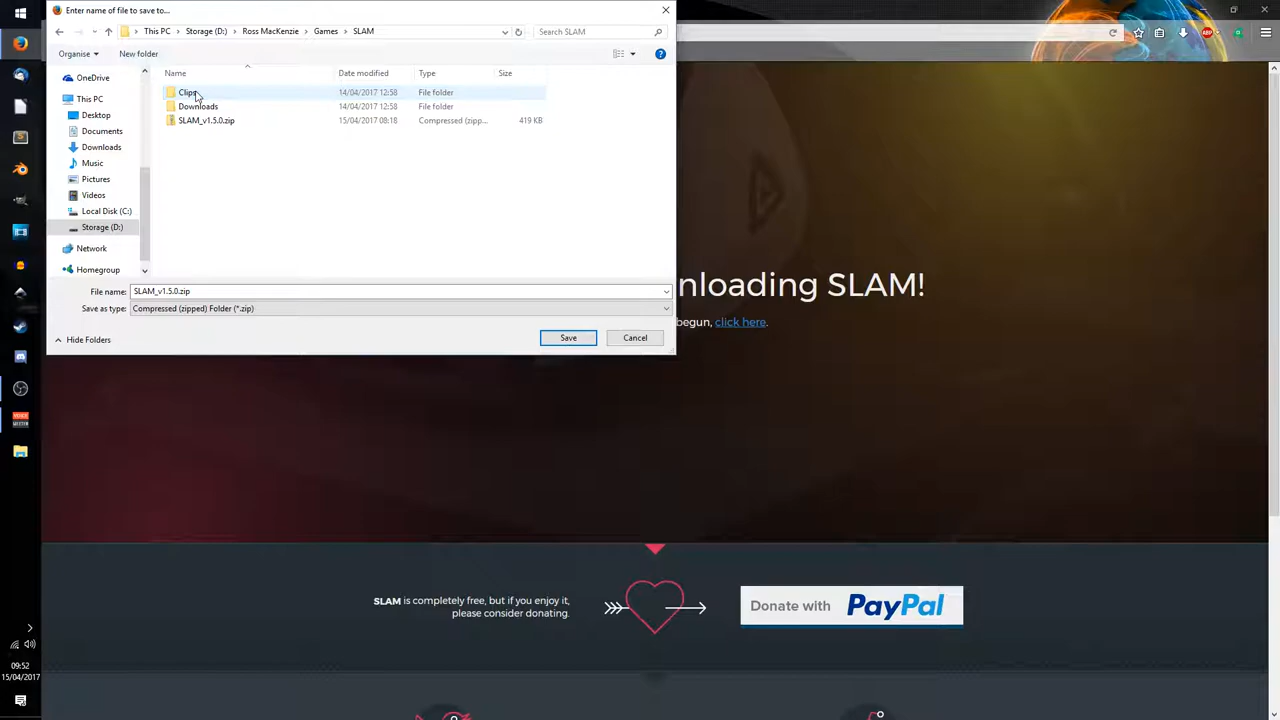 Enter name of file to save to...
This PC > Storage (D:) > Ross MacKenzie > Games > SLAM
Search SLAM
Organise
New folder
Name Date modified Type Size
OneDrive
This PC
Desktop
Documents
Downloads
Music
Pictures
Videos
Local Disk (C:)
Storage (D:)
Network
Homegroup
Clips 14/04/2017 12:58 File folder
Downloads 14/04/2017 12:58 File folder
SLAM_v1.5.0.zip 15/04/2017 08:18 Compressed (zipp... 419 KB
File name: SLAM_v1.5.0.zip
Save as type: Compressed (zipped) Folder (*.zip)
Hide Folders
Save
Cancel
nloading SLAM!
begun, click here.
SLAM is completely free, but if you enjoy it,
please consider donating.
Donate with PayPal
ABP
09:52
15/04/2017